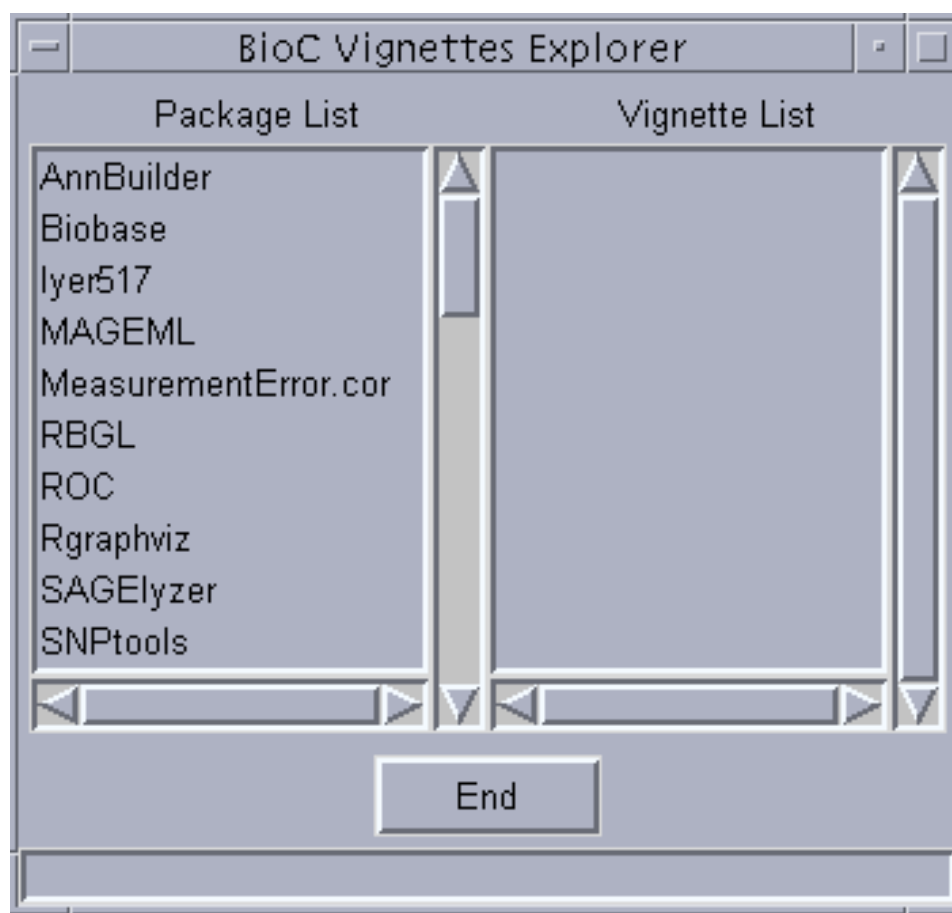 BioC Vignettes Explorer
Package List
Vignette List
AnnBuilder
Biobase
Iyer517
MAGEML
MeasurementError.cor
RBGL
ROC
Rgraphviz
SAGElyzer
SNPtools
End